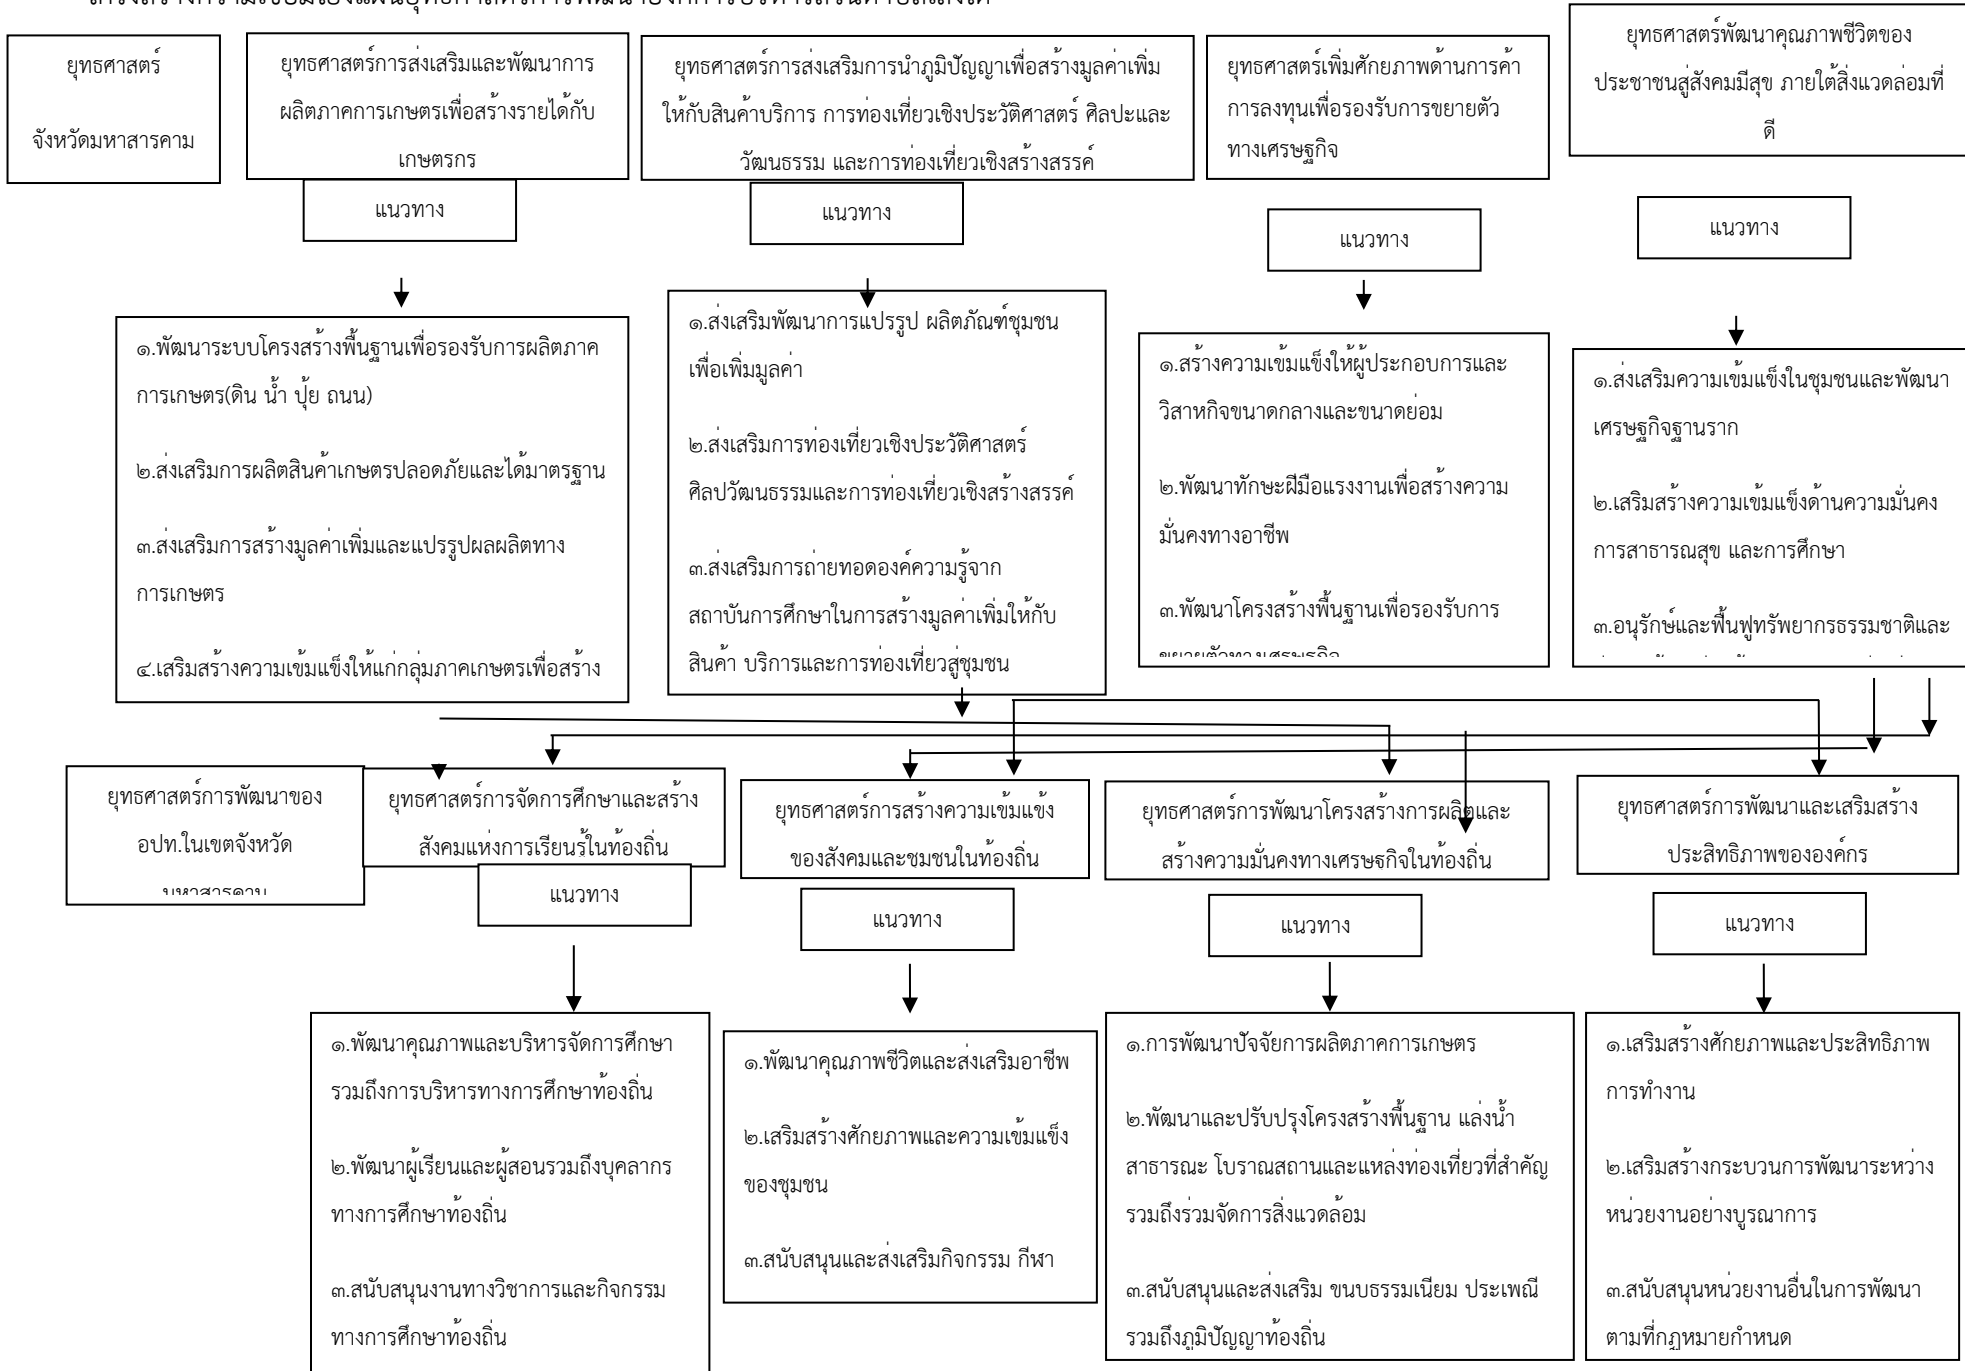 โครงสร้างความเชื่อมโยงแผนยุทธศาสตร์การพัฒนาองค์การบริหารส่วนตำบล
ยุทธศาสตร์
จังหวัดมหาสารคาม
ยุทธศาสตร์การส่งเสริมและพัฒนาการ
ผลิตภาคการเกษตรเพื่อสร้างรายได้กับ
เกษตรกร
ยุทธศาสตร์การส่งเสริมการนำภูมิปัญญาเพื่อสร้างมูลค่าเพิ่ม
ให้กับสินค้าบริการ การท่องเที่ยวเชิงประวัติศาสตร์ ศิลปะและ
วัฒนธรรม และการท่องเที่ยวเชิงสร้างสรรค์
ยุทธศาสตร์เพิ่มศักยภาพด้านการค้า
การลงทุนเพื่อรองรับการขยายตัว
ทางเศรษฐกิจ
ยุทธศาสตร์พัฒนาคุณภาพชีวิตของ
ประชาชนสู่สังคมมีสุข ภายใต้สิ่งแวดล่อมที่
ดี
แนวทาง
แนวทาง
แนวทาง
แนวทาง
๑.พัฒนาระบบโครงสร้างพื้นฐานเพื่อรองรับการผลิตภาค
การเกษตร(ดิน น้ำ ปุ้ย ถนน)
๒.ส่งเสริมการผลิตสินค้าเกษตรปลอดภัยและได้มาตรฐาน
๓.ส่งเสริมการสร้างมูลค่าเพิ่มและแปรรูปผลผลิตทาง
การเกษตร
๔.เสริมสร้างความเข้มแข็งให้แก่กลุ่มภาคเกษตรเพื่อสร้าง
๑.ส่งเสริมพัฒนาการแปรรูป ผลิตภัณฑ์ชุมชน
เพื่อเพิ่มมูลค่า
๒.ส่งเสริมการท่องเที่ยวเชิงประวัติศาสตร์
ศิลปวัฒนธรรมและการท่องเที่ยวเชิงสร้างสรรค์
๓.ส่งเสริมการถ่ายทอดองค์ความรู้จาก
สถาบันการศึกษาในการสร้างมูลค่าเพิ่มให้กับ
สินค้า บริการและการท่องเที่ยวสู่ชุมชน
๑.สร้างความเข้มแข็งให้ผู้ประกอบการและ
วิสาหกิจขนาดกลางและขนาดย่อม
๒.พัฒนาทักษะฝีมือแรงงานเพื่อสร้างความ
มั่นคงทางอาชีพ
๓.พัฒนาโครงสร้างพื้นฐานเพื่อรองรับการ
ขยายตัวทางเศรษฐกิจ
๑.ส่งเสริมความเข้มแข็งในชุมชนและพัฒนา
เศรษฐกิจฐานราก
๒.เสริมสร้างความเข้มแข็งด้านความมั่นคง
การสาธารณสุข และการศึกษา
๓.อนุรักษ์และฟื้นฟูทรัพยากรธรรมชาติและ
ยุทธศาสตร์การพัฒนาของ
อปท.ในเขตจังหวัด
มหาสารคาม
ยุทธศาสตร์การจัดการศึกษาและสร้าง
สังคมแห่งการเรียนรู้ในท้องถิ่น
ยุทธศาสตร์การสร้างความเข้มแข้ง
ของสังคมและชุมชนในท้องถิ่น
ยุทธศาสตร์การพัฒนาโครงสร้างการผลิตและ
สร้างความมั่นคงทางเศรษฐกิจในท้องถิ่น
ยุทธศาสตร์การพัฒนาและเสริมสร้าง
ประสิทธิภาพขององค์กร
แนวทาง
แนวทาง
แนวทาง
แนวทาง
๑.พัฒนาคุณภาพและบริหารจัดการศึกษา
รวมถึงการบริหารทางการศึกษาท้องถิ่น
๒.พัฒนาผู้เรียนและผู้สอนรวมถึงบุคลากร
ทางการศึกษาท้องถิ่น
๓.สนับสนุนงานทางวิชาการและกิจกรรม
ทางการศึกษาท้องถิ่น
๑.พัฒนาคุณภาพชีวิตและส่งเสริมอาชีพ
๒.เสริมสร้างศักยภาพและความเข้มแข็ง
ของชุมชน
๓.สนับสนุนและส่งเสริมกิจกรรม กีฬา
๑.การพัฒนาปัจจัยการผลิตภาคการเกษตร
๒.พัฒนาและปรับปรุงโครงสร้างพื้นฐาน แล่งน้ำ
สาธารณะ โบราณสถานและแหล่งท่องเที่ยวที่สำคัญ
รวมถึงร่วมจัดการสิ่งแวดล้อม
๓.สนับสนุนและส่งเสริม ขนบธรรมเนียม ประเพณี
รวมถึงภูมิปัญญาท้องถิ่น
๑.เสริมสร้างศักยภาพและประสิทธิภาพ
การทำงาน
๒.เสริมสร้างกระบวนการพัฒนาระหว่าง
หน่วยงานอย่างบูรณาการ
๓.สนับสนุนหน่วยงานอื่นในการพัฒนา
ตามที่กฎหมายกำหนด